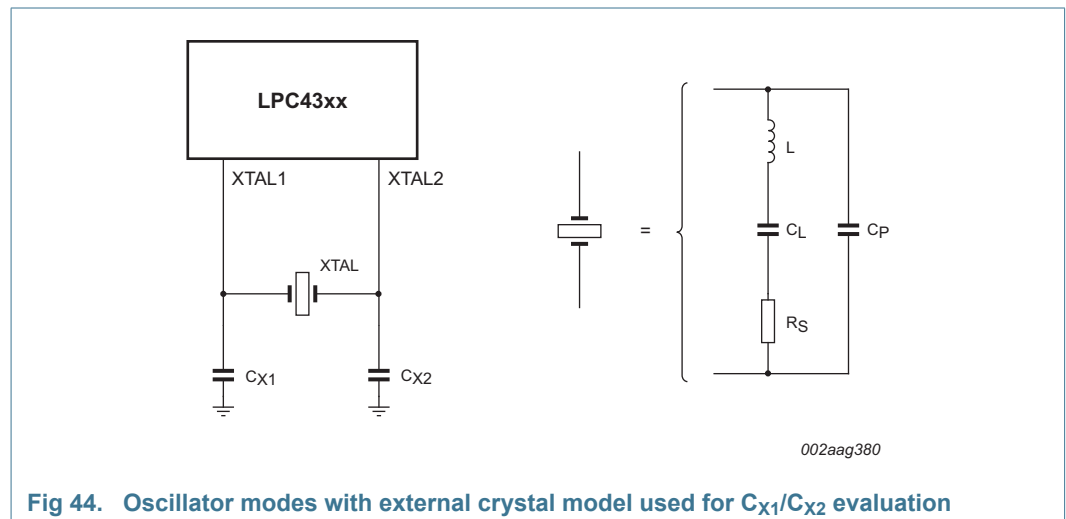 LPC43xx
XTAL1
XTAL2
XTAL
CX1
CX2
=
L
CL
CP
RS
002aag380
Fig 44. Oscillator modes with external crystal model used for CX1/CX2 evaluation